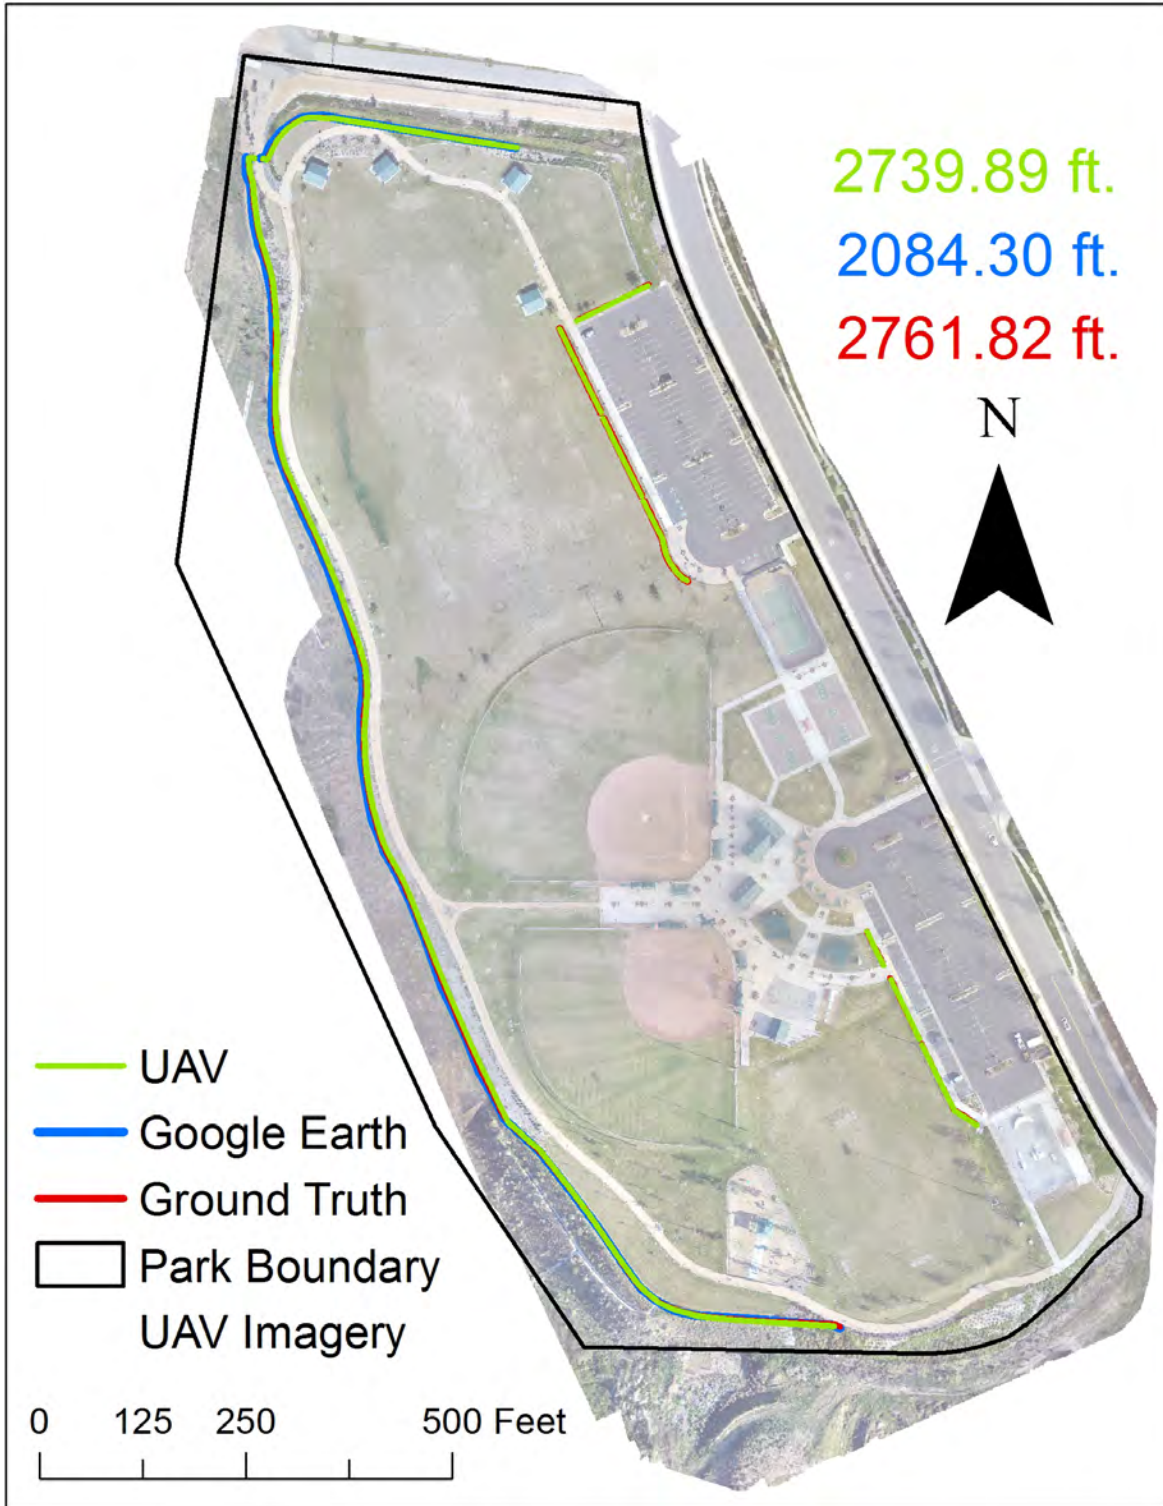 2739.89 ft.
2084.30 ft.
2761.82 ft.
N
UAV
Google Earth
Ground Truth
Park Boundary
UAV Imagery
0 125 250 500 Feet